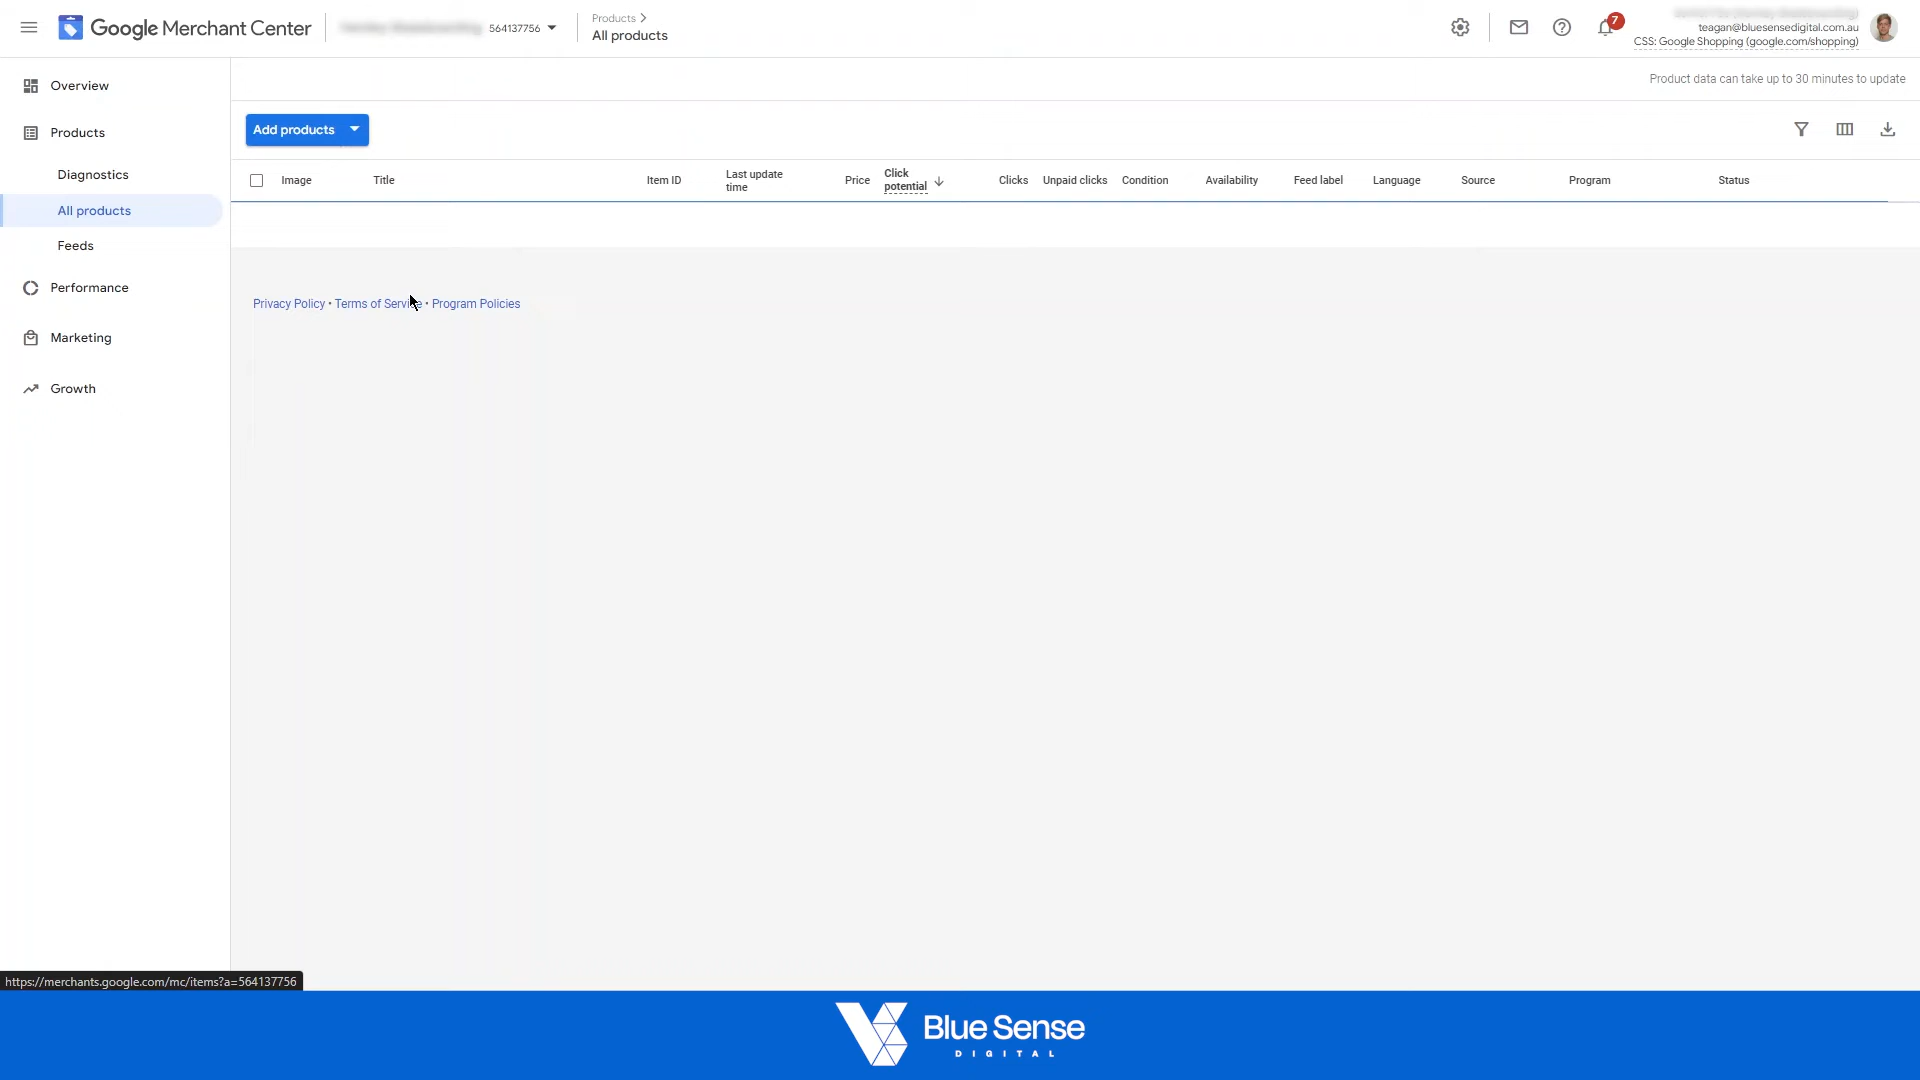 Google Merchant Center
564137756
Products
All products
7
teagan@bluesensedigital.com.au
CSS: Google Shopping (google.com/shopping)
Overview
Products
Diagnostics
All products
Feeds
Performance
Marketing
Growth
Product data can take up to 30 minutes to update
Add products
Image
Title
Item ID
Last update
time
Price
Click
potential
Clicks
Unpaid clicks
Condition
Availability
Feed label
Language
Source
Program
Status
Privacy Policy • Terms of Service • Program Policies
https://merchants.google.com/mc/items?a=564137756
Blue Sense
DIGITAL